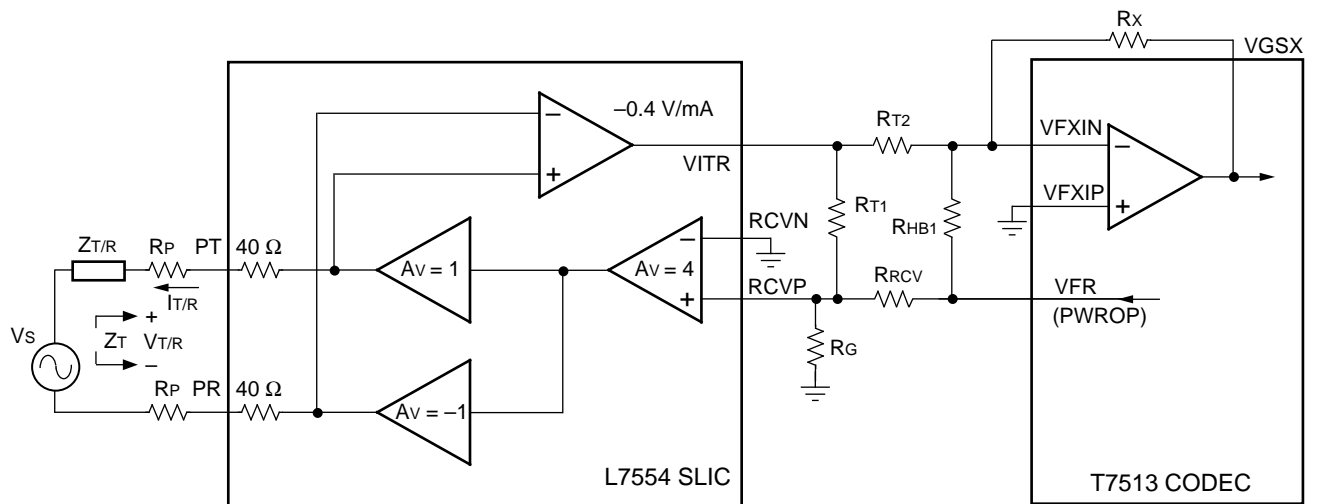 RX
VGSX
−0.4 V/mA
−
+
VITR
RT2
VFXIN
−
VFXIP
+
RT1
RHB1
ZT/R
RP
PT
40 Ω
AV = 1
AV = 4
−
+
RCVN
RCVP
RRCV
VFR
(PWROP)
IT/R
VS
ZT
+
VT/R
−
RG
RP
PR
40 Ω
AV = −1
L7554 SLIC
T7513 CODEC